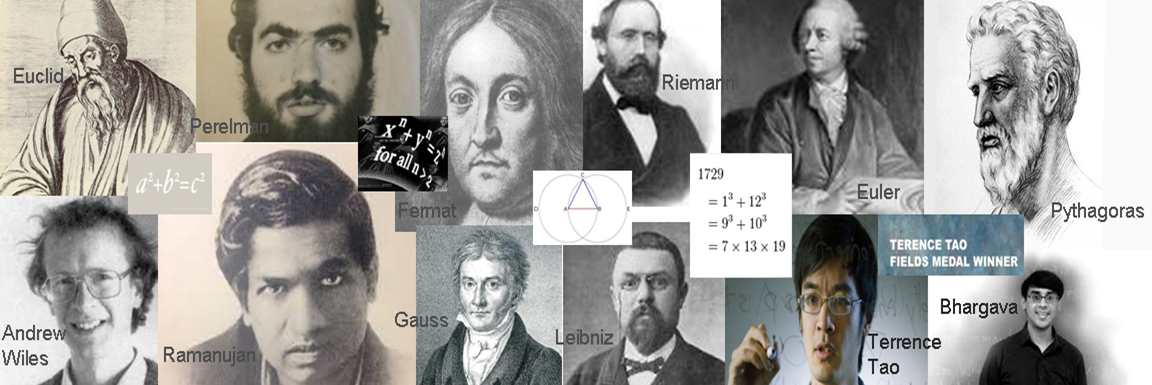 Euclid
Perelman
Riemann
xⁿ+yⁿ=zⁿ
for all n>2
a²+b²=c²
Fermat
C
D A B E
1729
= 1³ + 12³
= 9³ + 10³
= 7 × 13 × 19
Euler
Pythagoras
TERENCE TAO
FIELDS MEDAL WINNER
Andrew
Wiles
Ramanujan
Gauss
Leibniz
Terrence
Tao
Bhargava